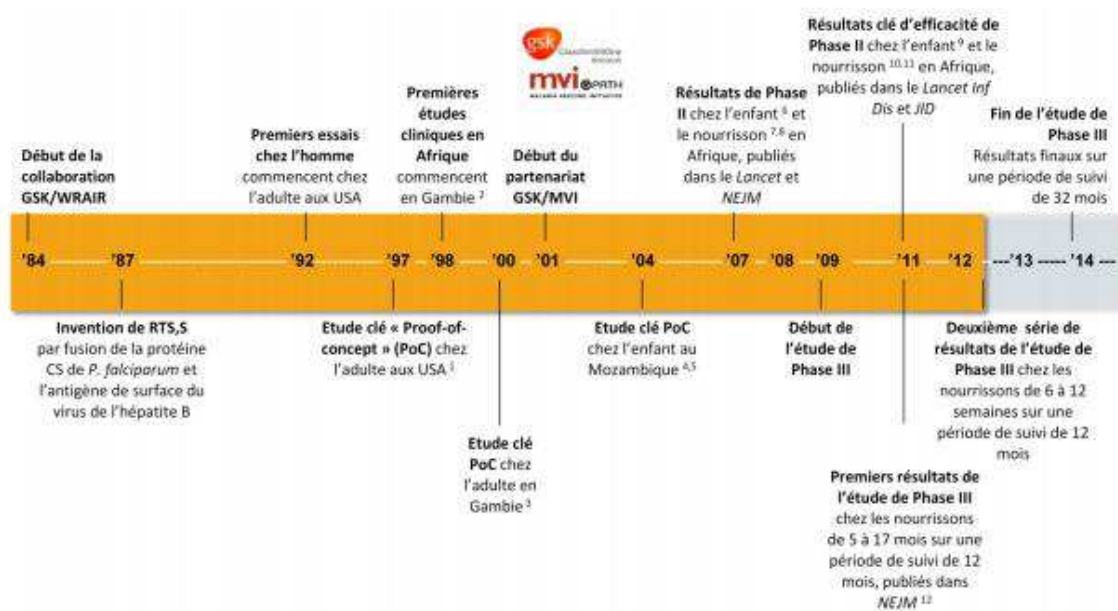 gsk
GlaxoSmithKline
mvi PATH
MALARIA VACCINE INITIATIVE
Début de la
collaboration
GSK/WRAIR
Premiers essais
chez l'homme
commencent chez
l'adulte aux USA
Premières
études
cliniques en
Afrique
commencent
en Gambie 2
Début du
partenariat
GSK/MVI
Résultats de Phase
II chez l'enfant 6 et
le nourrisson 7,8 en
Afrique, publiés
dans le Lancet et
NEJM
Résultats clé d'efficacité de
Phase II chez l'enfant 9 et le
nourrisson 10,11 en Afrique,
publiés dans le Lancet Inf
Dis et JID
Fin de l'étude de
Phase III
Résultats finaux sur
une période de suivi
de 32 mois
'84 '87 '92 '97 '98 '00 '01 '04 '07 '08 '09 '11 '12 ---'13 ----- '14 ---
Invention de RTS,S
par fusion de la protéine
CS de P. falciparum et
l'antigène de surface du
virus de l'hépatite B
Etude clé « Proof-of-
concept » (PoC) chez
l'adulte aux USA 1
Etude clé
PoC chez
l'adulte en
Gambie 3
Etude clé PoC
chez l'enfant au
Mozambique 4,5
Début de
l'étude de
Phase III
Premiers résultats de
l'étude de Phase III
chez les nourrissons
de 5 à 17 mois sur une
période de suivi de 12
mois, publiés dans
NEJM 12
Deuxième série de
résultats de l'étude de
Phase III chez les
nourrissons de 6 à 12
semaines sur une
période de suivi de 12
mois